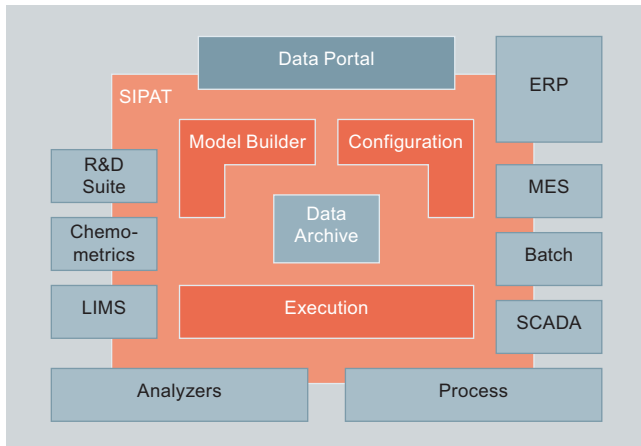 Data Portal
ERP
SIPAT
Model Builder
Configuration
R&D
Suite
MES
Data
Archive
Chemo-
metrics
Batch
LIMS
Execution
SCADA
Analyzers
Process